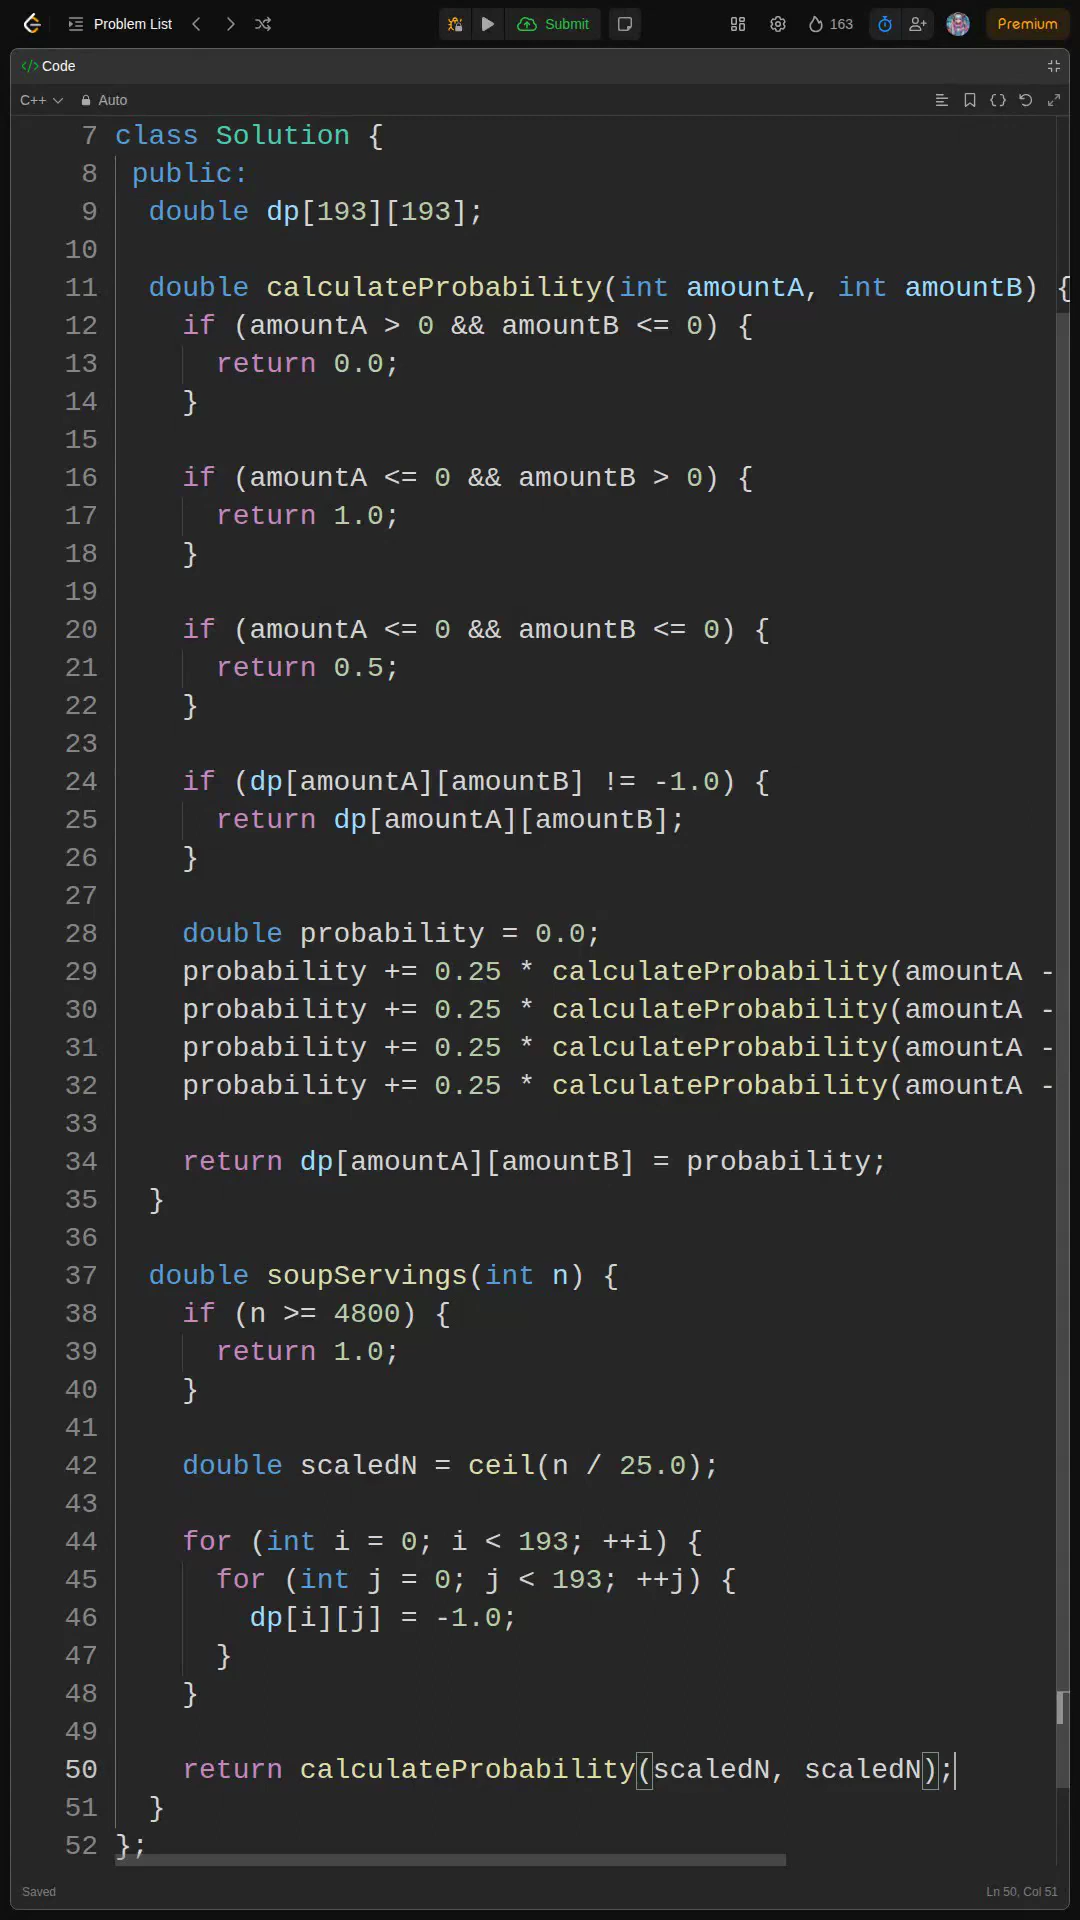 Problem List
Submit
163
Premium
</> Code
C++
Auto
7 class Solution {
8 public:
9 double dp[193][193];
10
11 double calculateProbability(int amountA, int amountB) {
12 if (amountA > 0 && amountB <= 0) {
13 return 0.0;
14 }
15
16 if (amountA <= 0 && amountB > 0) {
17 return 1.0;
18 }
19
20 if (amountA <= 0 && amountB <= 0) {
21 return 0.5;
22 }
23
24 if (dp[amountA][amountB] != -1.0) {
25 return dp[amountA][amountB];
26 }
27
28 double probability = 0.0;
29 probability += 0.25 * calculateProbability(amountA -
30 probability += 0.25 * calculateProbability(amountA -
31 probability += 0.25 * calculateProbability(amountA -
32 probability += 0.25 * calculateProbability(amountA -
33
34 return dp[amountA][amountB] = probability;
35 }
36
37 double soupServings(int n) {
38 if (n >= 4800) {
39 return 1.0;
40 }
41
42 double scaledN = ceil(n / 25.0);
43
44 for (int i = 0; i < 193; ++i) {
45 for (int j = 0; j < 193; ++j) {
46 dp[i][j] = -1.0;
47 }
48 }
49
50 return calculateProbability(scaledN, scaledN);
51 }
52 };
Saved
Ln 50, Col 51